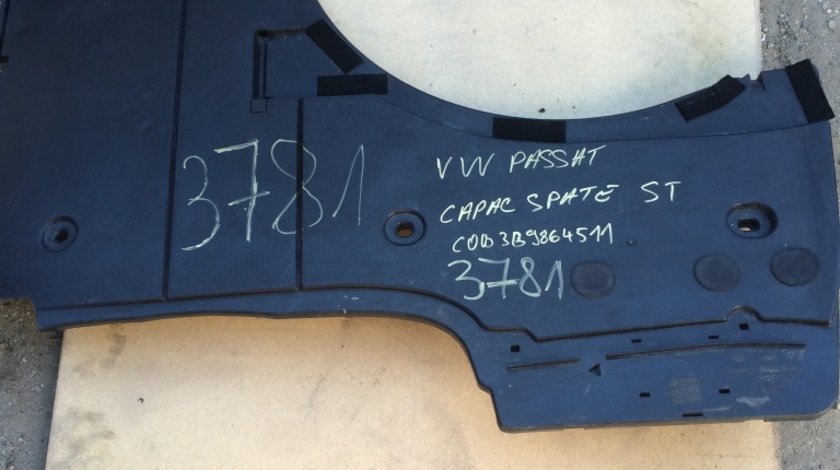 3781
VW PASSAT
CAPAC SPATE ST
COD 3B9864511
3781